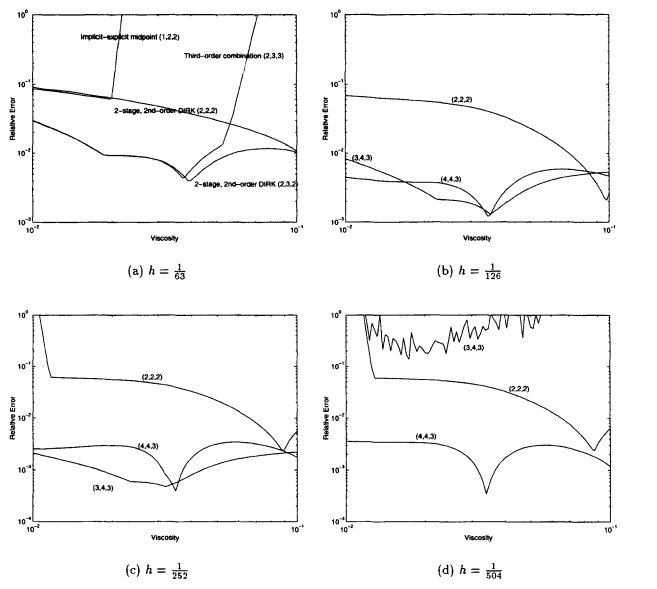 10^0
Implicit–explicit midpoint (1,2,2)
Third–order combination (2,3,3)
10^-1
2–stage, 2nd–order DIRK (2,2,2)
10^-2
2–stage, 2nd–order DIRK (2,3,2)
10^-3
10^-2
10^-1
Relative Error
Viscosity
(a) h = 1/63
10^0
10^-1
(2,2,2)
10^-2
(3,4,3)
(4,4,3)
10^-3
10^-2
10^-1
Relative Error
Viscosity
(b) h = 1/126
10^0
10^-1
(2,2,2)
10^-2
(4,4,3)
10^-3
(3,4,3)
10^-4
10^-2
10^-1
Relative Error
Viscosity
(c) h = 1/252
10^0
(3,4,3)
10^-1
(2,2,2)
10^-2
(4,4,3)
10^-3
10^-4
10^-2
10^-1
Relative Error
Viscosity
(d) h = 1/504